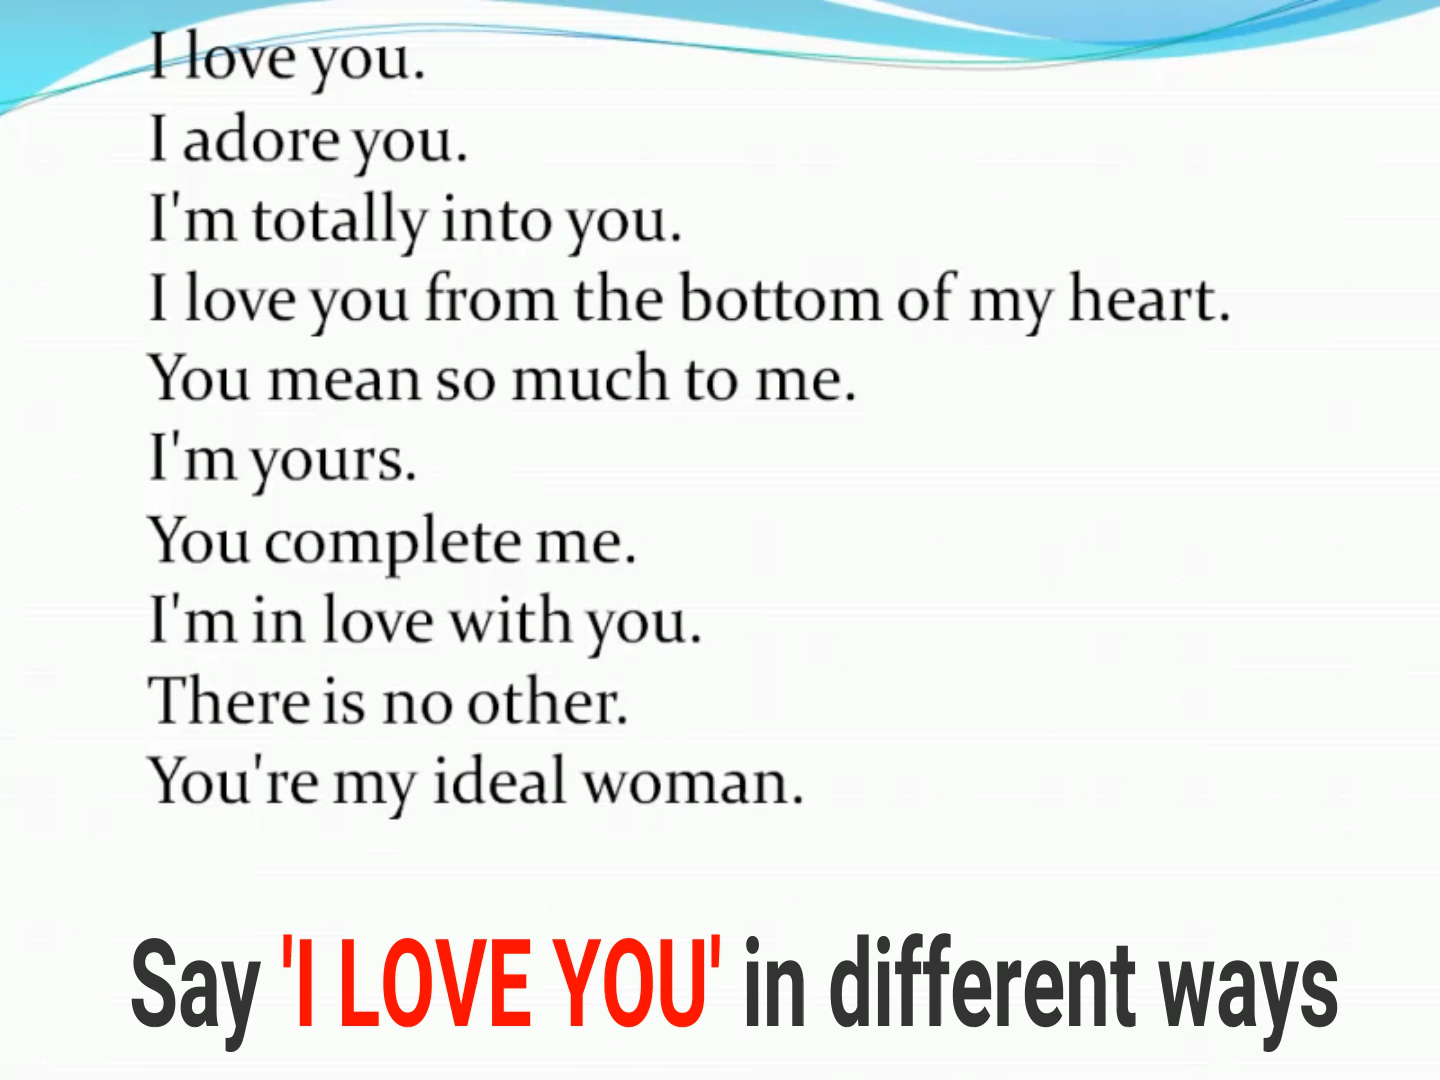 I love you.
I adore you.
I'm totally into you.
I love you from the bottom of my heart.
You mean so much to me.
I'm yours.
You complete me.
I'm in love with you.
There is no other.
You're my ideal woman.
Say 'I LOVE YOU' in different ways